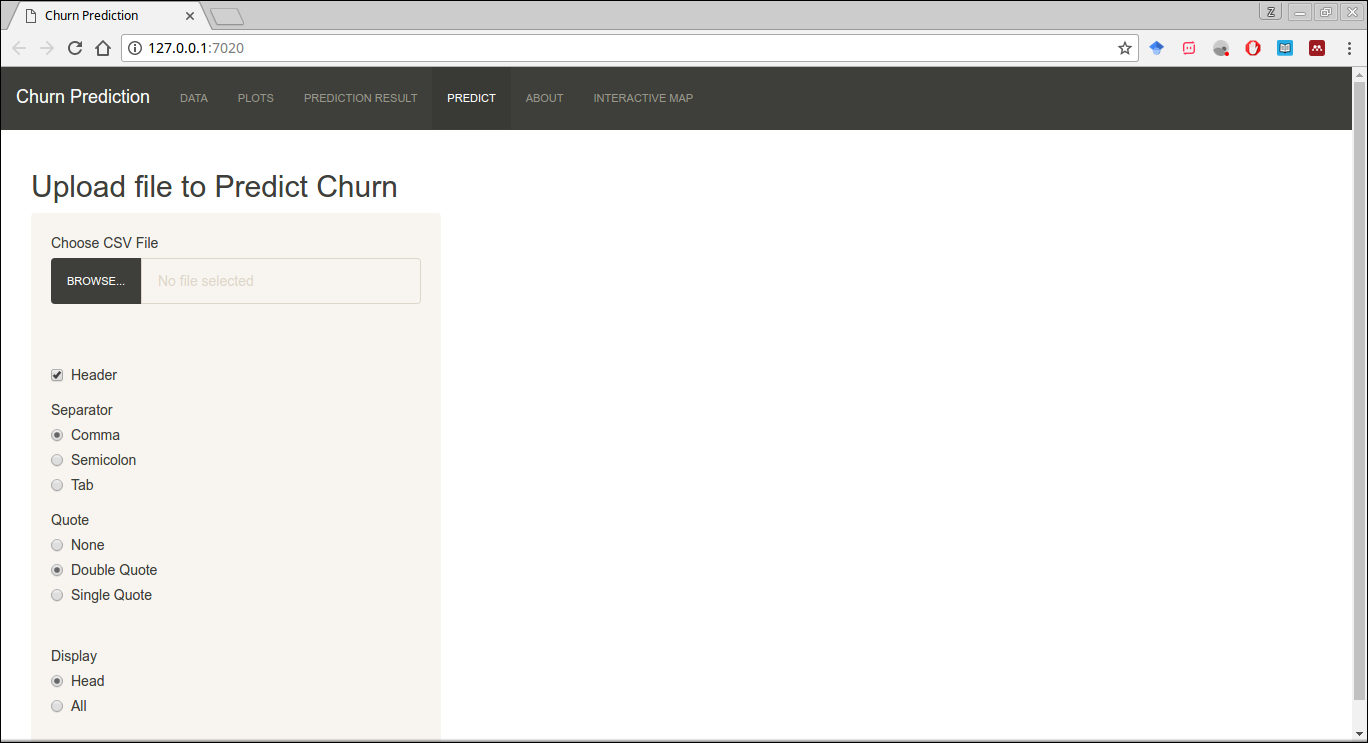 Churn Prediction
Z
127.0.0.1:7020
Churn Prediction DATA PLOTS PREDICTION RESULT PREDICT ABOUT INTERACTIVE MAP
Upload file to Predict Churn
Choose CSV File
BROWSE... No file selected
Header
Separator
Comma
Semicolon
Tab
Quote
None
Double Quote
Single Quote
Display
Head
All